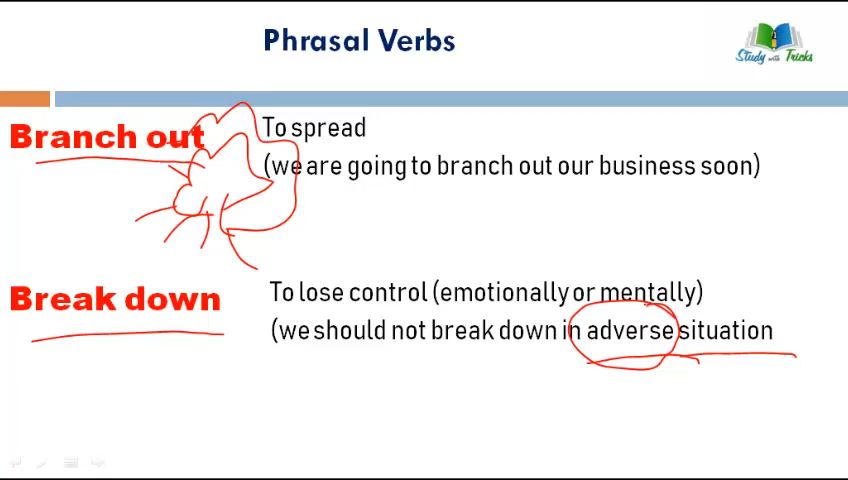 Phrasal Verbs
Study with Tricks
Branch out
To spread
(we are going to branch out our business soon)
Break down
To lose control (emotionally or mentally)
(we should not break down in adverse situation